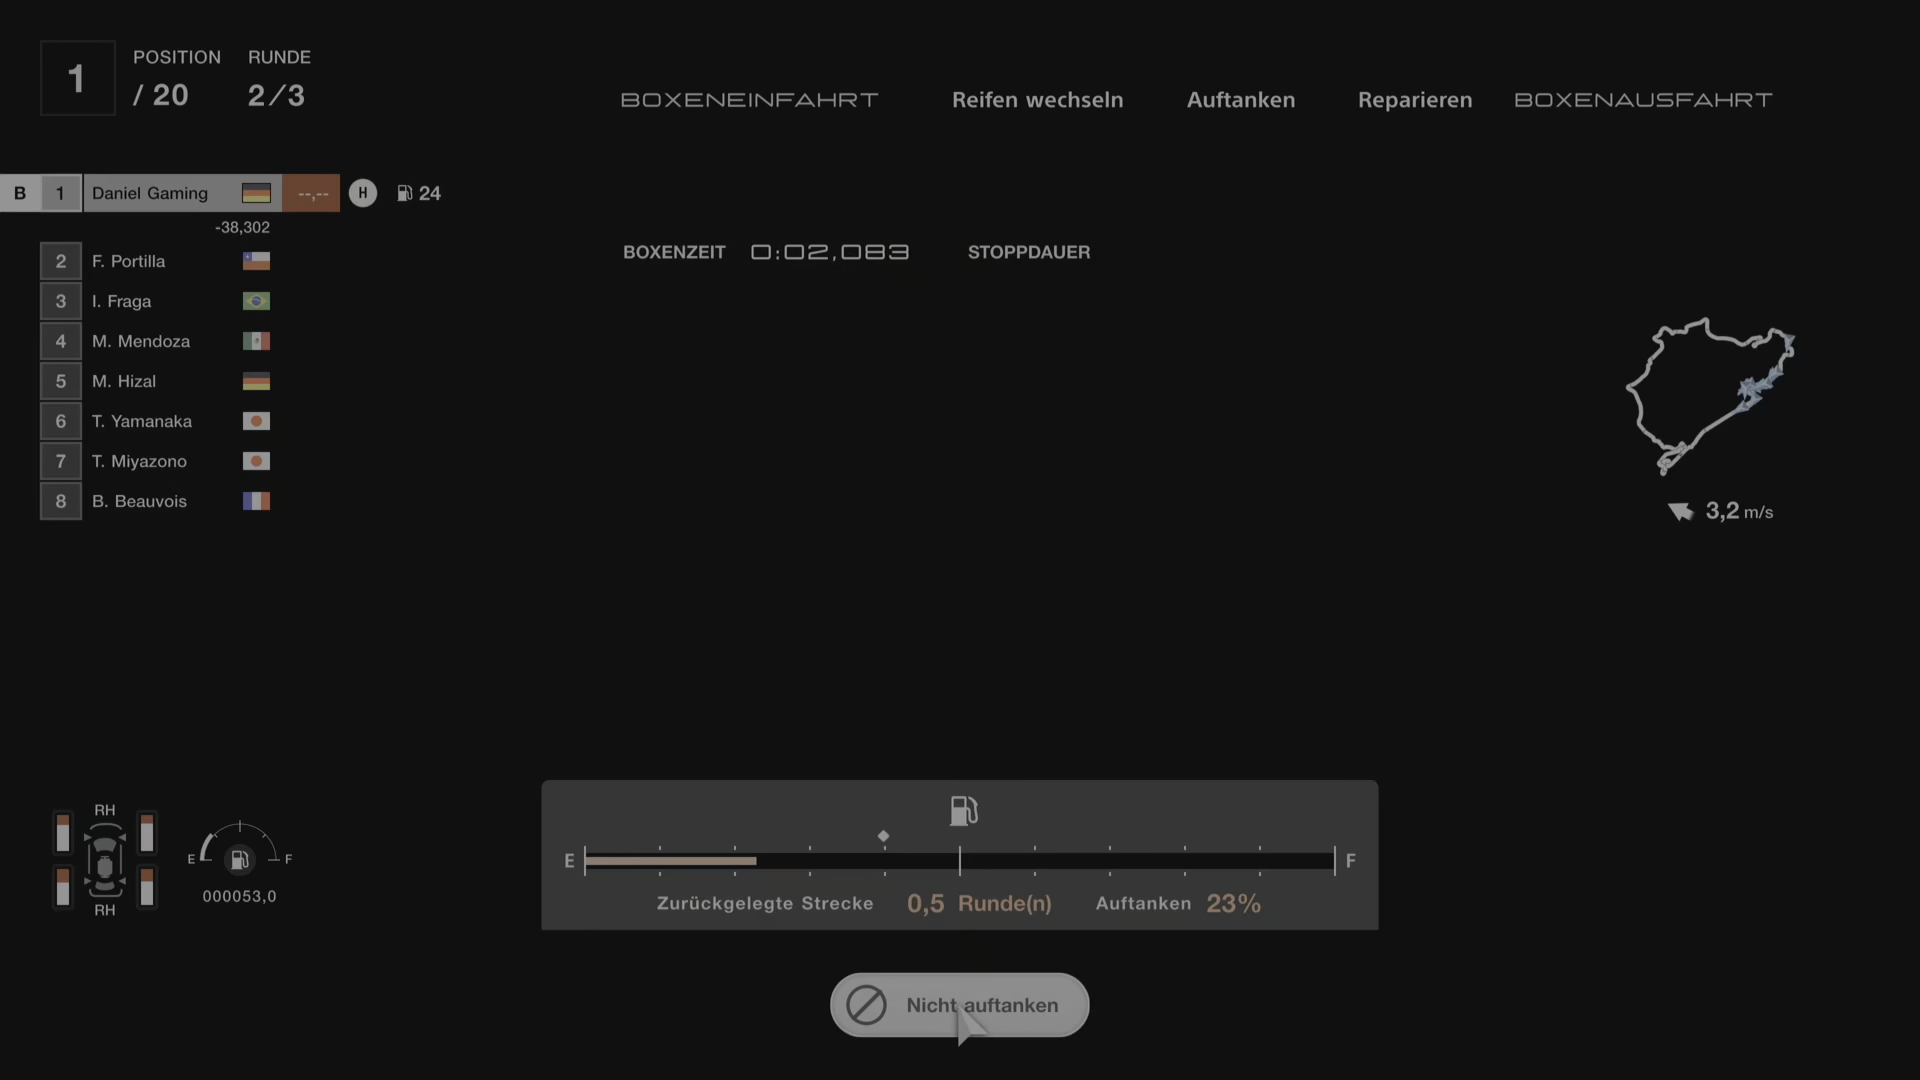 1
POSITION
/ 20
RUNDE
2/3
BOXENEINFAHRT
Reifen wechseln
Auftanken
Reparieren
BOXENAUSFAHRT
B 1 Daniel Gaming --,-- H 24
-38,302
2 F. Portilla
3 I. Fraga
4 M. Mendoza
5 M. Hizal
6 T. Yamanaka
7 T. Miyazono
8 B. Beauvois
BOXENZEIT 0:02,083 STOPPDAUER
3,2 m/s
RH
RH
E F
000053,0
E F
Zurückgelegte Strecke 0,5 Runde(n) Auftanken 23%
Nicht auftanken